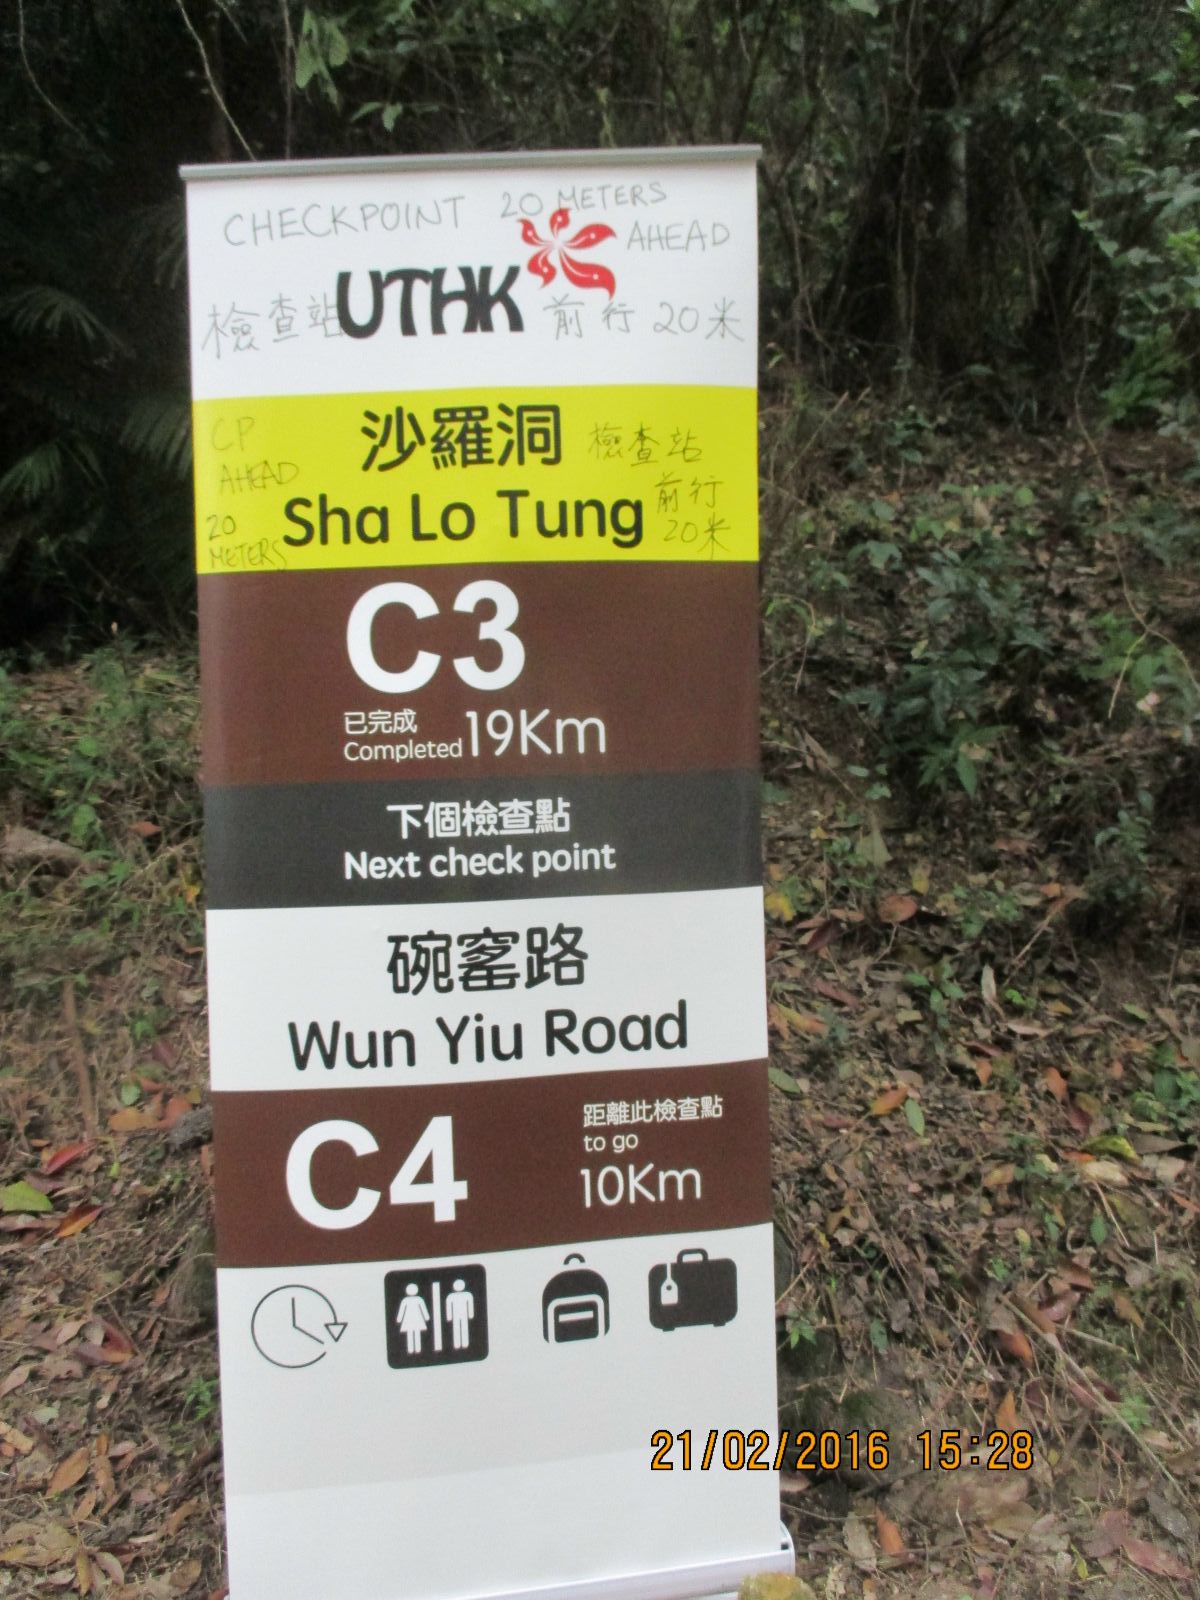 CHECKPOINT 20 METERS
AHEAD
UTHK
檢查站 前行 20米
沙羅洞
Sha Lo Tung
CP
AHEAD
20
METERS
檢查站
前行
20米
C3
已完成
Completed 19Km
下個檢查點
Next check point
碗窰路
Wun Yiu Road
C4
距離此檢查點
to go
10Km
21/02/2016 15:28